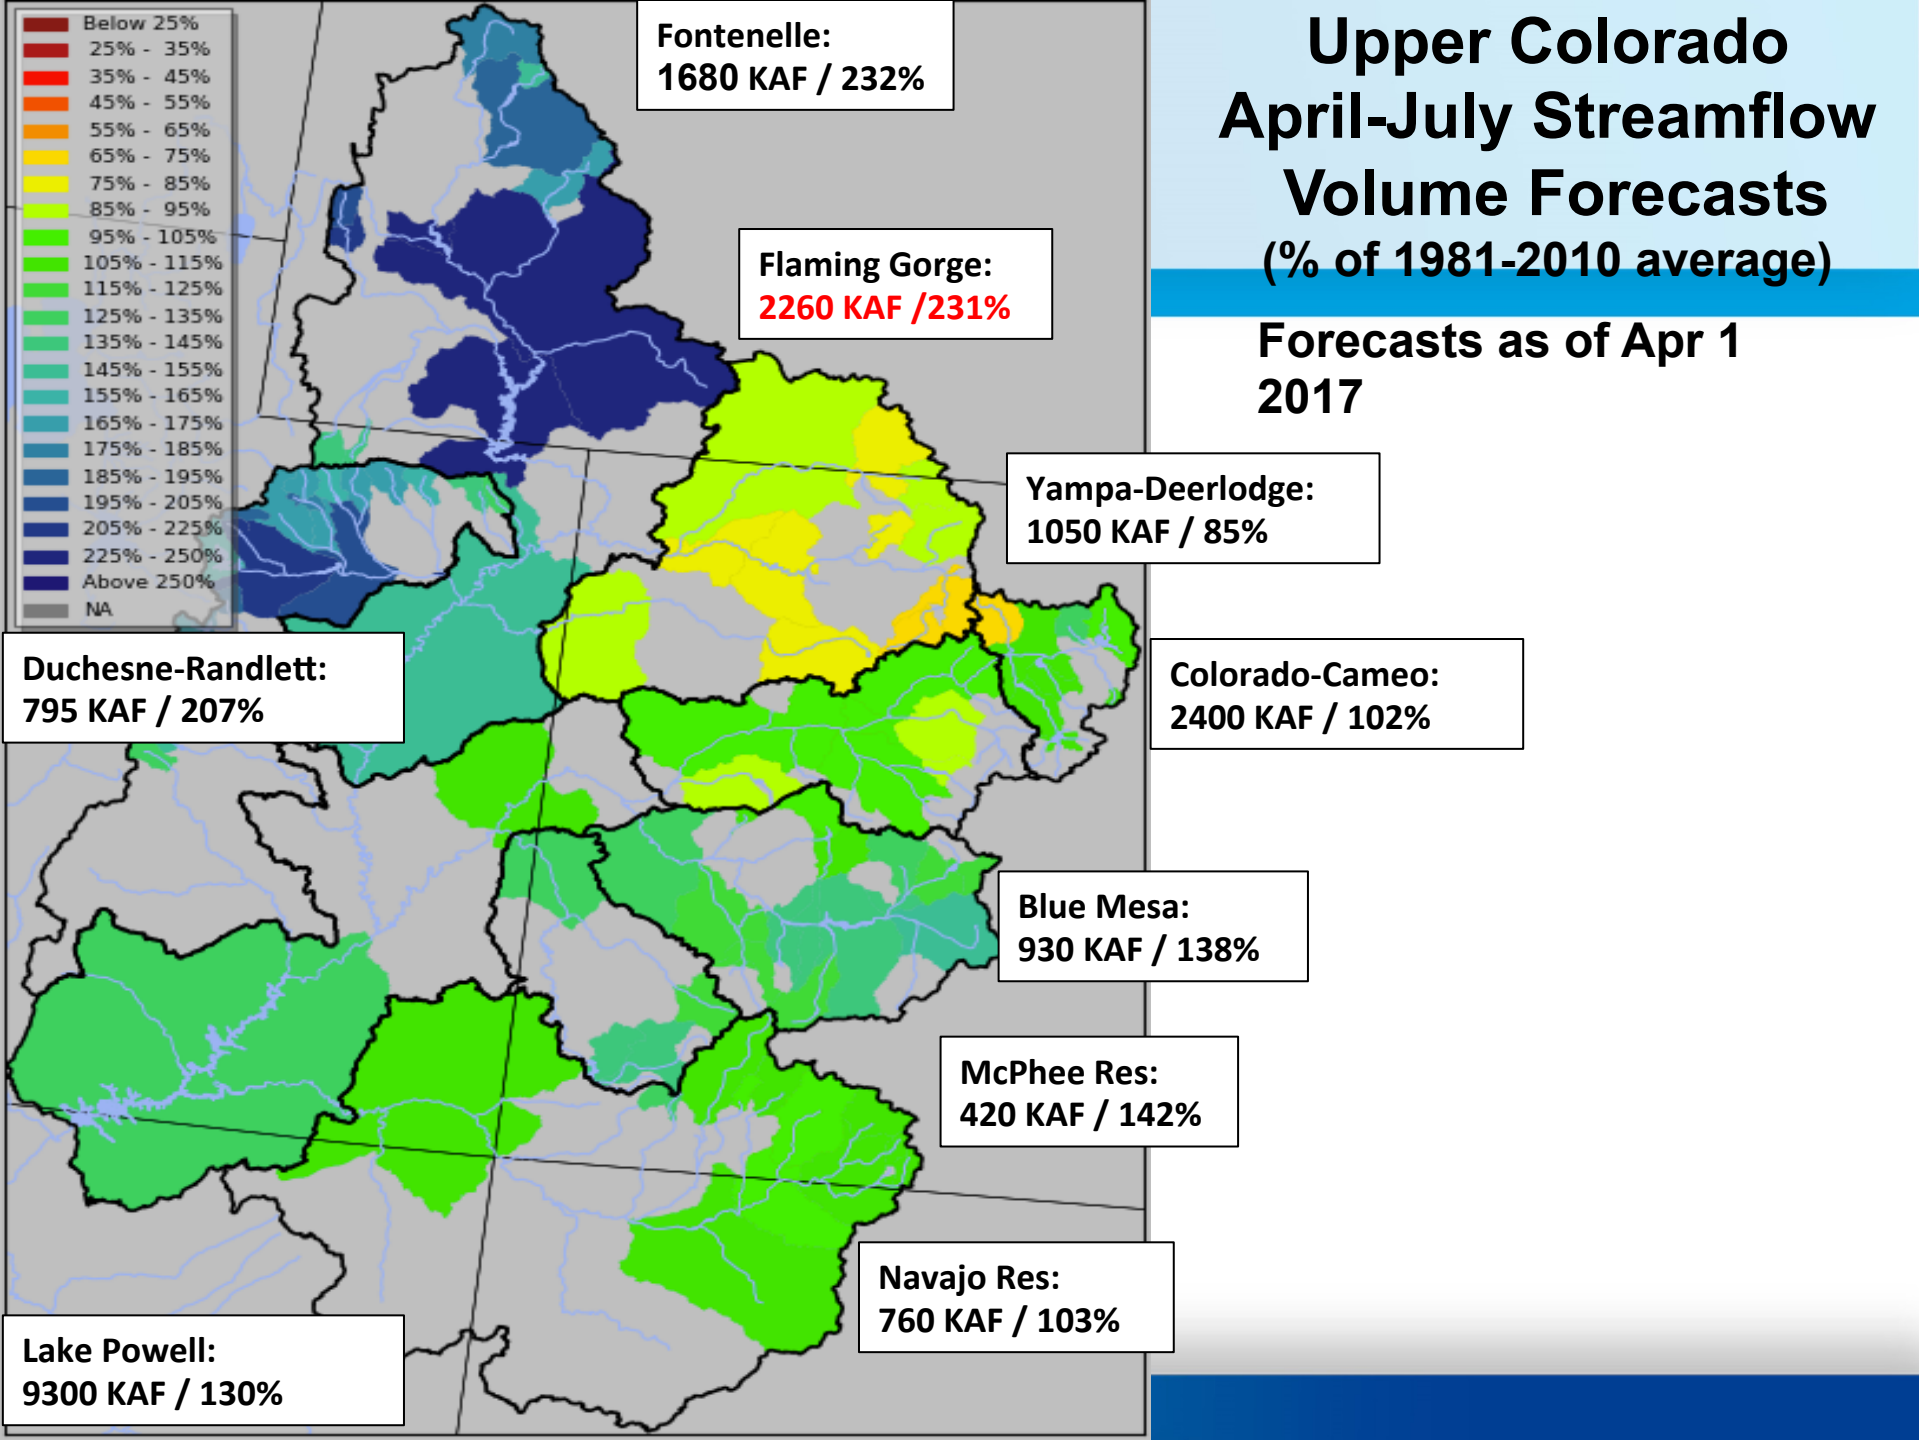 Below 25%
25% - 35%
35% - 45%
45% - 55%
55% - 65%
65% - 75%
75% - 85%
85% - 95%
95% - 105%
105% - 115%
115% - 125%
125% - 135%
135% - 145%
145% - 155%
155% - 165%
165% - 175%
175% - 185%
185% - 195%
195% - 205%
205% - 225%
225% - 250%
Above 250%
NA
Fontenelle:
1680 KAF / 232%
Upper Colorado
April-July Streamflow
Volume Forecasts
(% of 1981-2010 average)
Forecasts as of Apr 1
2017
Flaming Gorge:
2260 KAF /231%
Yampa-Deerlodge:
1050 KAF / 85%
Duchesne-Randlett:
795 KAF / 207%
Colorado-Cameo:
2400 KAF / 102%
Blue Mesa:
930 KAF / 138%
McPhee Res:
420 KAF / 142%
Navajo Res:
760 KAF / 103%
Lake Powell:
9300 KAF / 130%